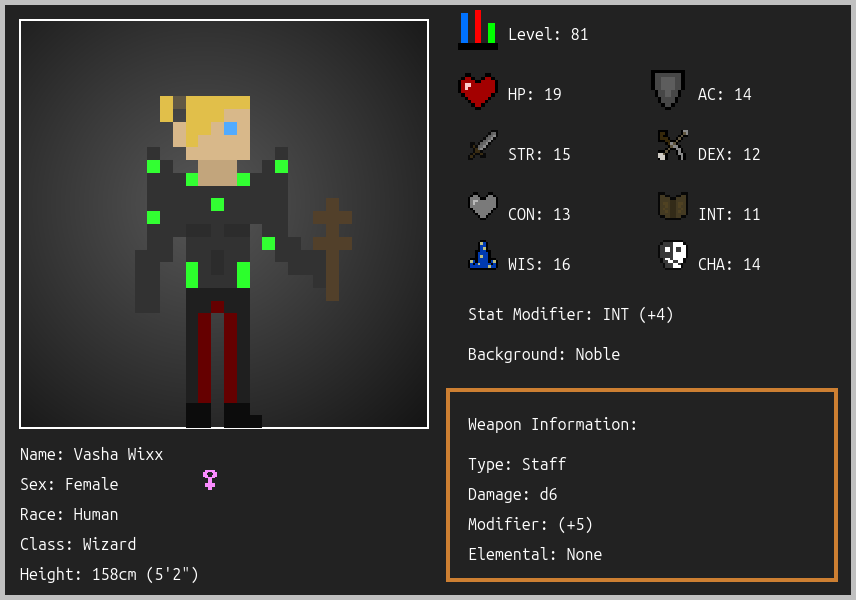 Level: 81
HP: 19
AC: 14
STR: 15
DEX: 12
CON: 13
INT: 11
WIS: 16
CHA: 14
Stat Modifier: INT (+4)
Background: Noble
Weapon Information:
Type: Staff
Damage: d6
Modifier: (+5)
Elemental: None
Name: Vasha Wixx
Sex: Female
Race: Human
Class: Wizard
Height: 158cm (5'2")